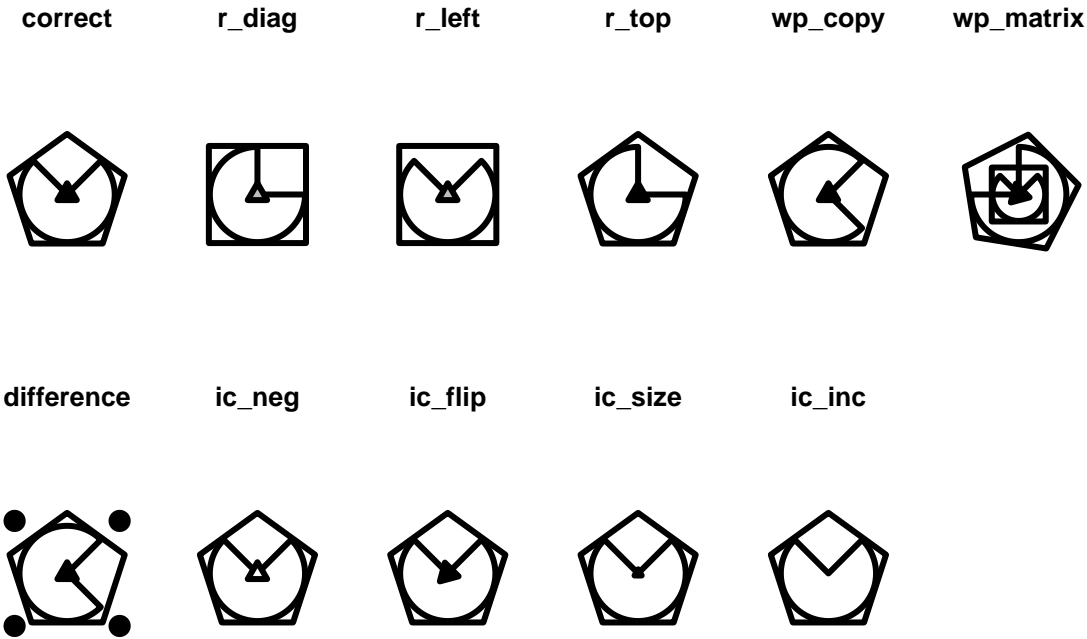 correct r_diag r_left r_top wp_copy wp_matrix
difference ic_neg ic_flip ic_size ic_inc